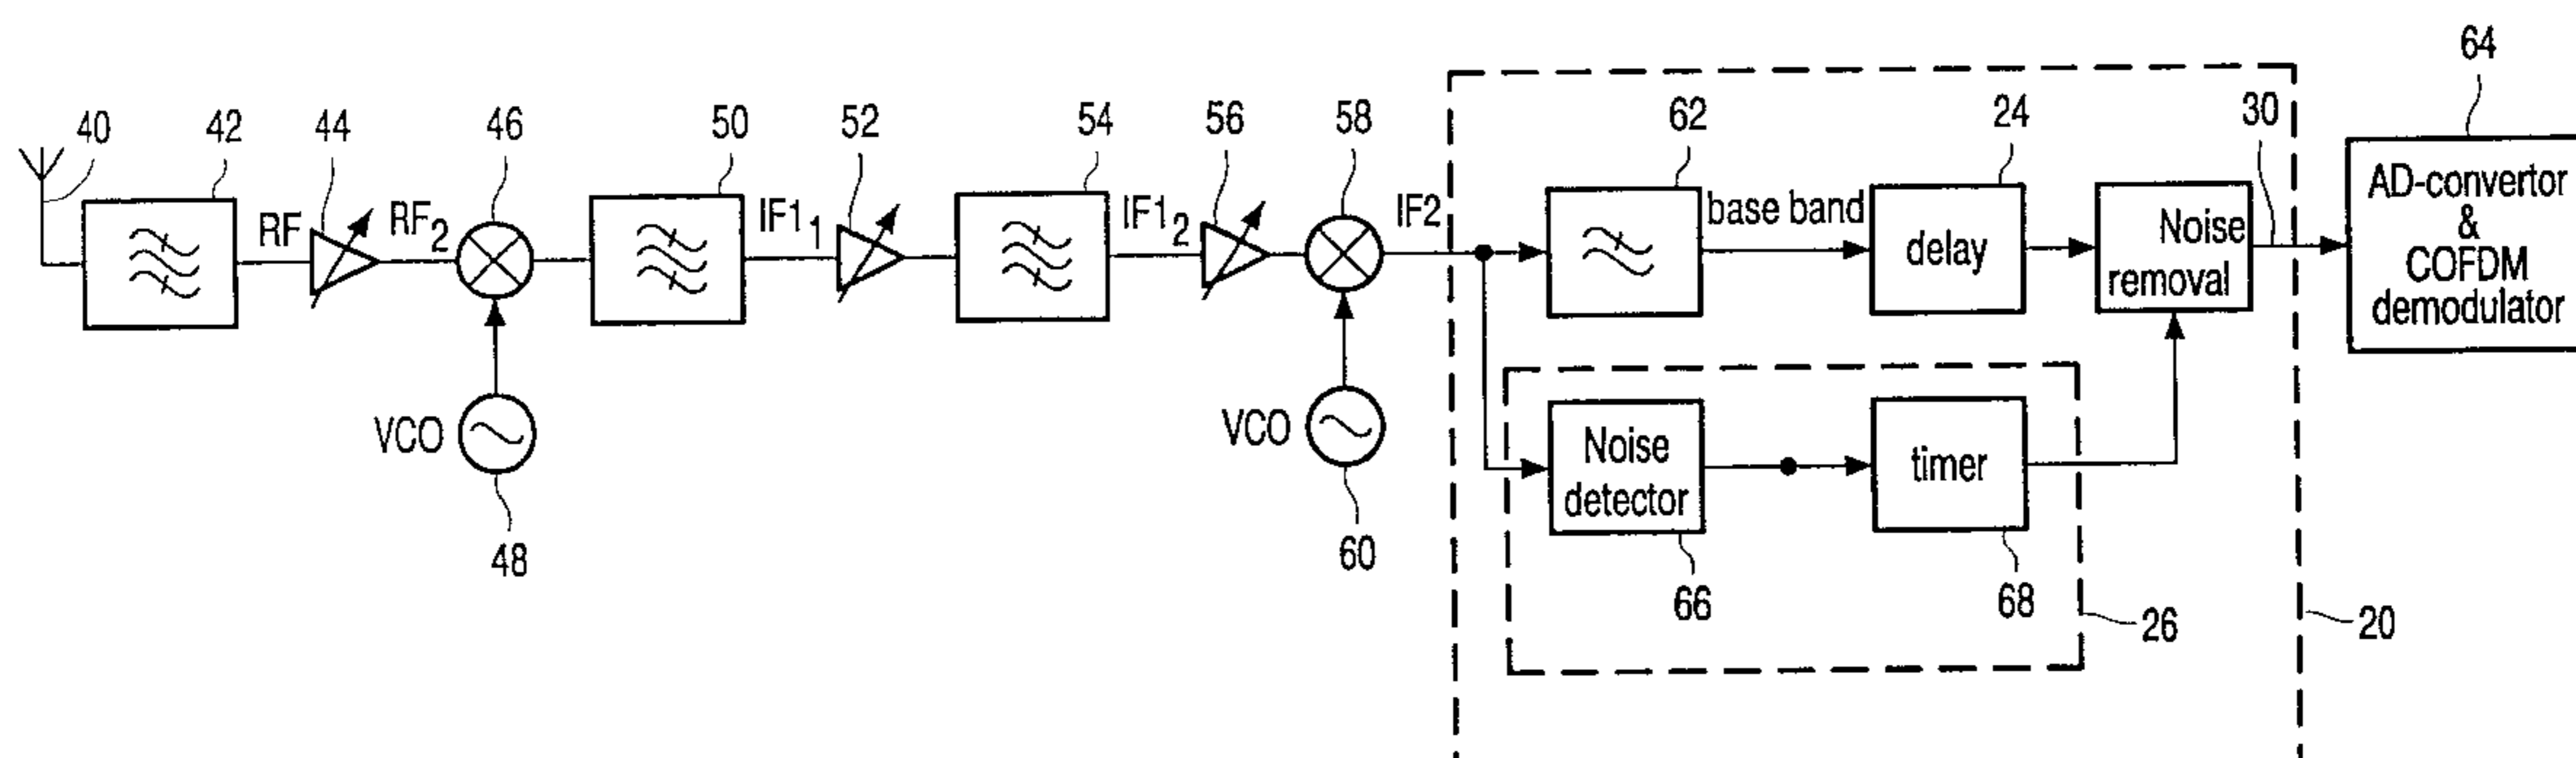 64
40
42
44
46
50
52
54
56
58
62
24
30
RF
RF2
IF11
IF12
IF2
base band
delay
Noise
removal
AD-convertor
&
COFDM
demodulator
VCO
VCO
Noise
detector
timer
48
60
66
68
26
20